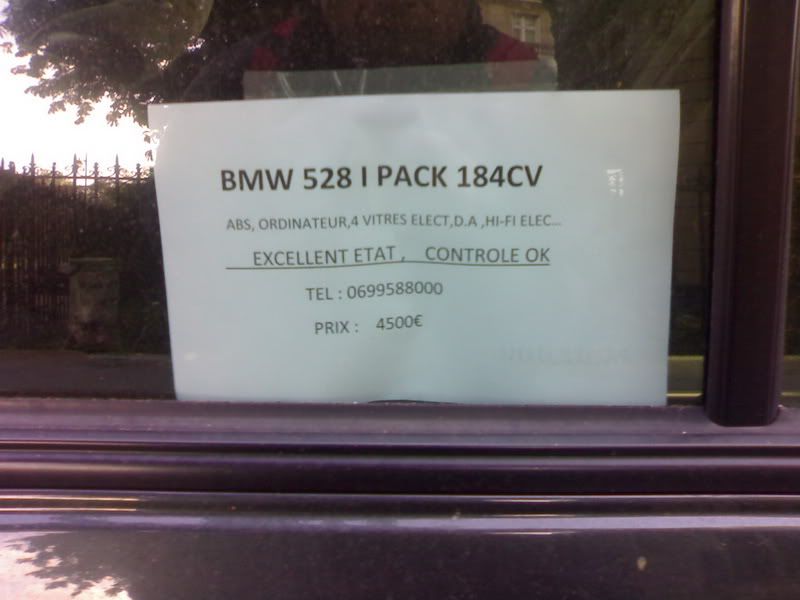 BMW 528 I PACK 184CV
ABS, ORDINATEUR,4 VITRES ELECT,D.A ,HI-FI ELEC...
EXCELLENT ETAT , CONTROLE OK
TEL : 0699588000
PRIX : 4500€